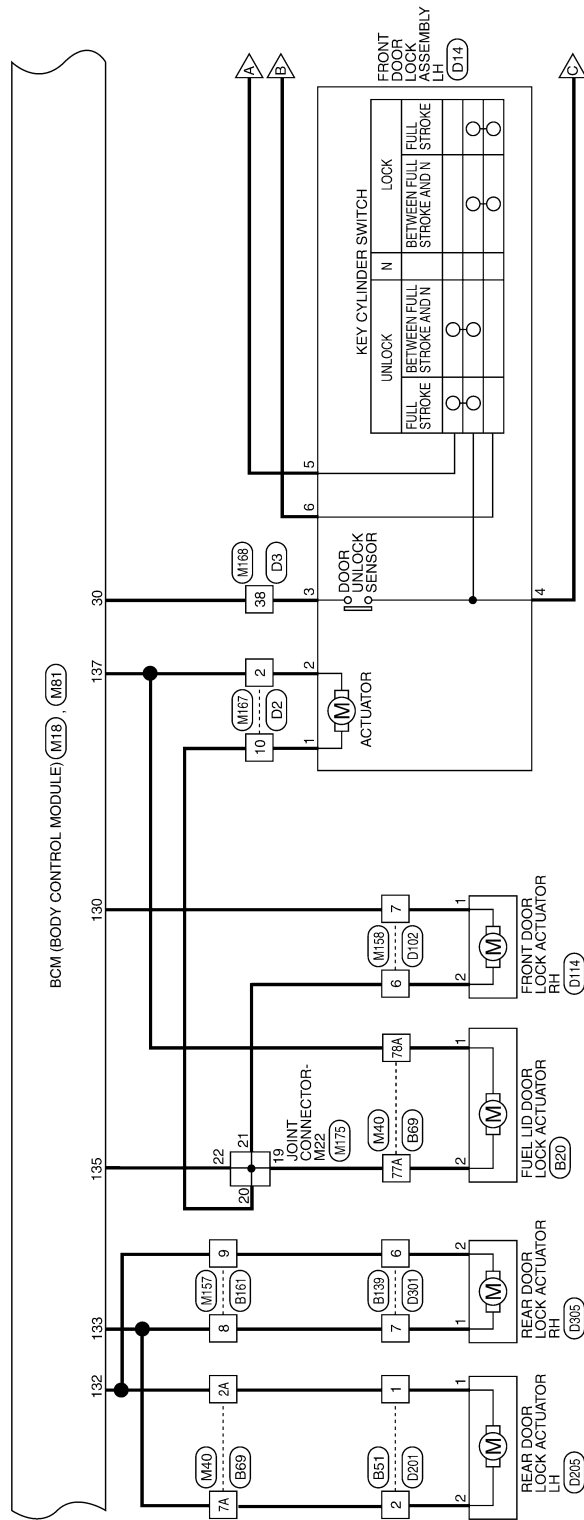 BCM (BODY CONTROL MODULE) M18 , M81
132
133
135
130
137
30
7A
M40
B69
2A
8
M157
B161
9
22
20
21
19
JOINT
CONNECTOR-
M22
M175
10
M167
D2
2
38
M168
D3
A
B
C
2
B51
D201
1
7
B139
D301
6
77A
M40
B69
78A
6
M158
D102
7
2
1
M
REAR DOOR
LOCK ACTUATOR
LH
D205
1
2
M
REAR DOOR
LOCK ACTUATOR
RH
D305
2
1
M
FUEL LID DOOR
LOCK ACTUATOR
B20
2
1
M
FRONT DOOR
LOCK ACTUATOR
RH
D114
1
2
3
6
5
4
M
ACTUATOR
DOOR
UNLOCK
SENSOR
KEY CYLINDER SWITCH
UNLOCK
N
LOCK
FULL
STROKE
BETWEEN FULL
STROKE AND N
BETWEEN FULL
STROKE AND N
FULL
STROKE
FRONT
DOOR
LOCK
ASSEMBLY
LH
D14